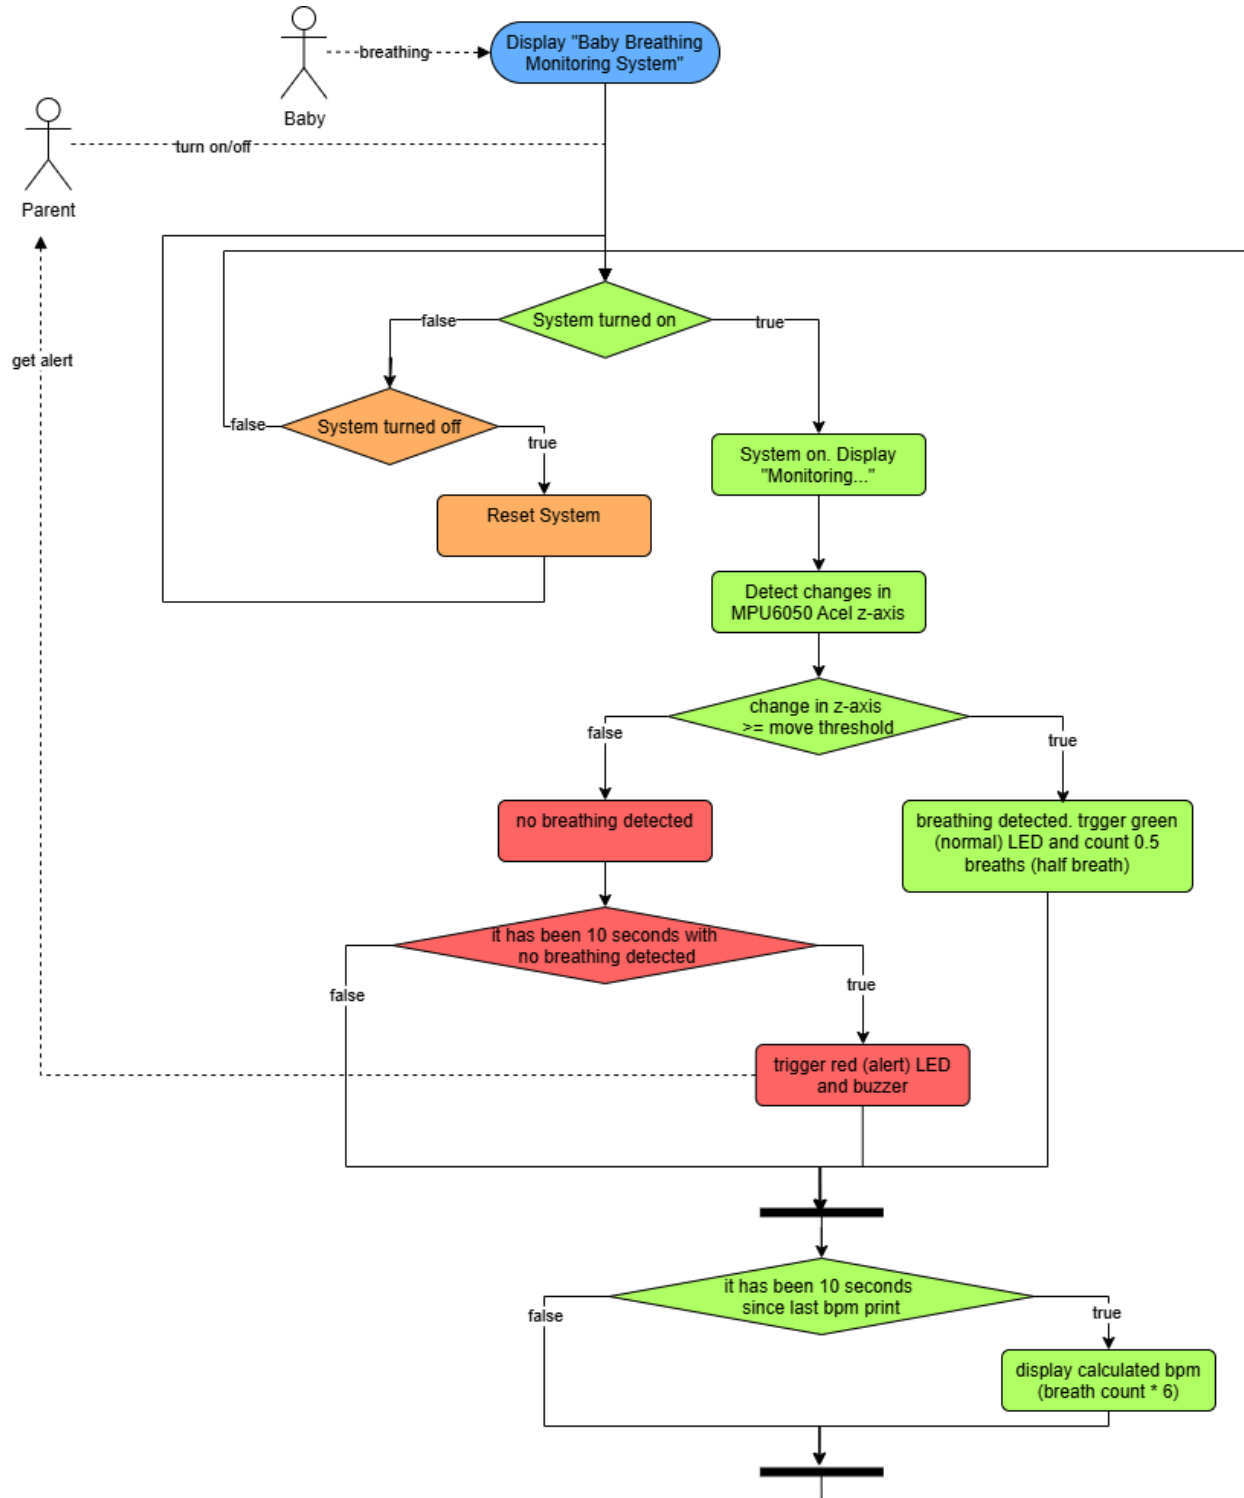 Display "Baby Breathing
Monitoring System"
breathing
Baby
turn on/off
Parent
System turned on
false
true
get alert
System turned off
false
true
System on. Display
"Monitoring..."
Reset System
Detect changes in
MPU6050 Acel z-axis
change in z-axis
>= move threshold
false
true
no breathing detected
breathing detected. trgger green
(normal) LED and count 0.5
breaths (half breath)
it has been 10 seconds with
no breathing detected
false
true
trigger red (alert) LED
and buzzer
it has been 10 seconds
since last bpm print
false
true
display calculated bpm
(breath count * 6)